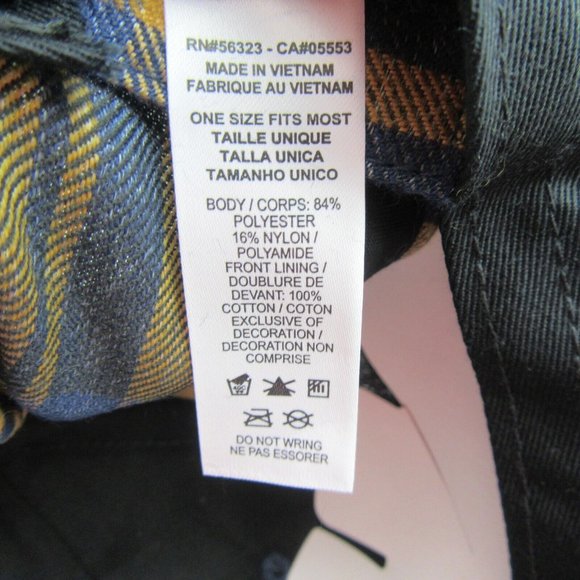 RN#56323 - CA#05553
MADE IN VIETNAM
FABRIQUE AU VIETNAM
ONE SIZE FITS MOST
TAILLE UNIQUE
TALLA UNICA
TAMANHO UNICO
BODY / CORPS: 84%
POLYESTER
16% NYLON /
POLYAMIDE
FRONT LINING /
DOUBLURE DE
DEVANT: 100%
COTTON / COTON
EXCLUSIVE OF
DECORATION /
DECORATION NON
COMPRISE
DO NOT WRING
NE PAS ESSORER